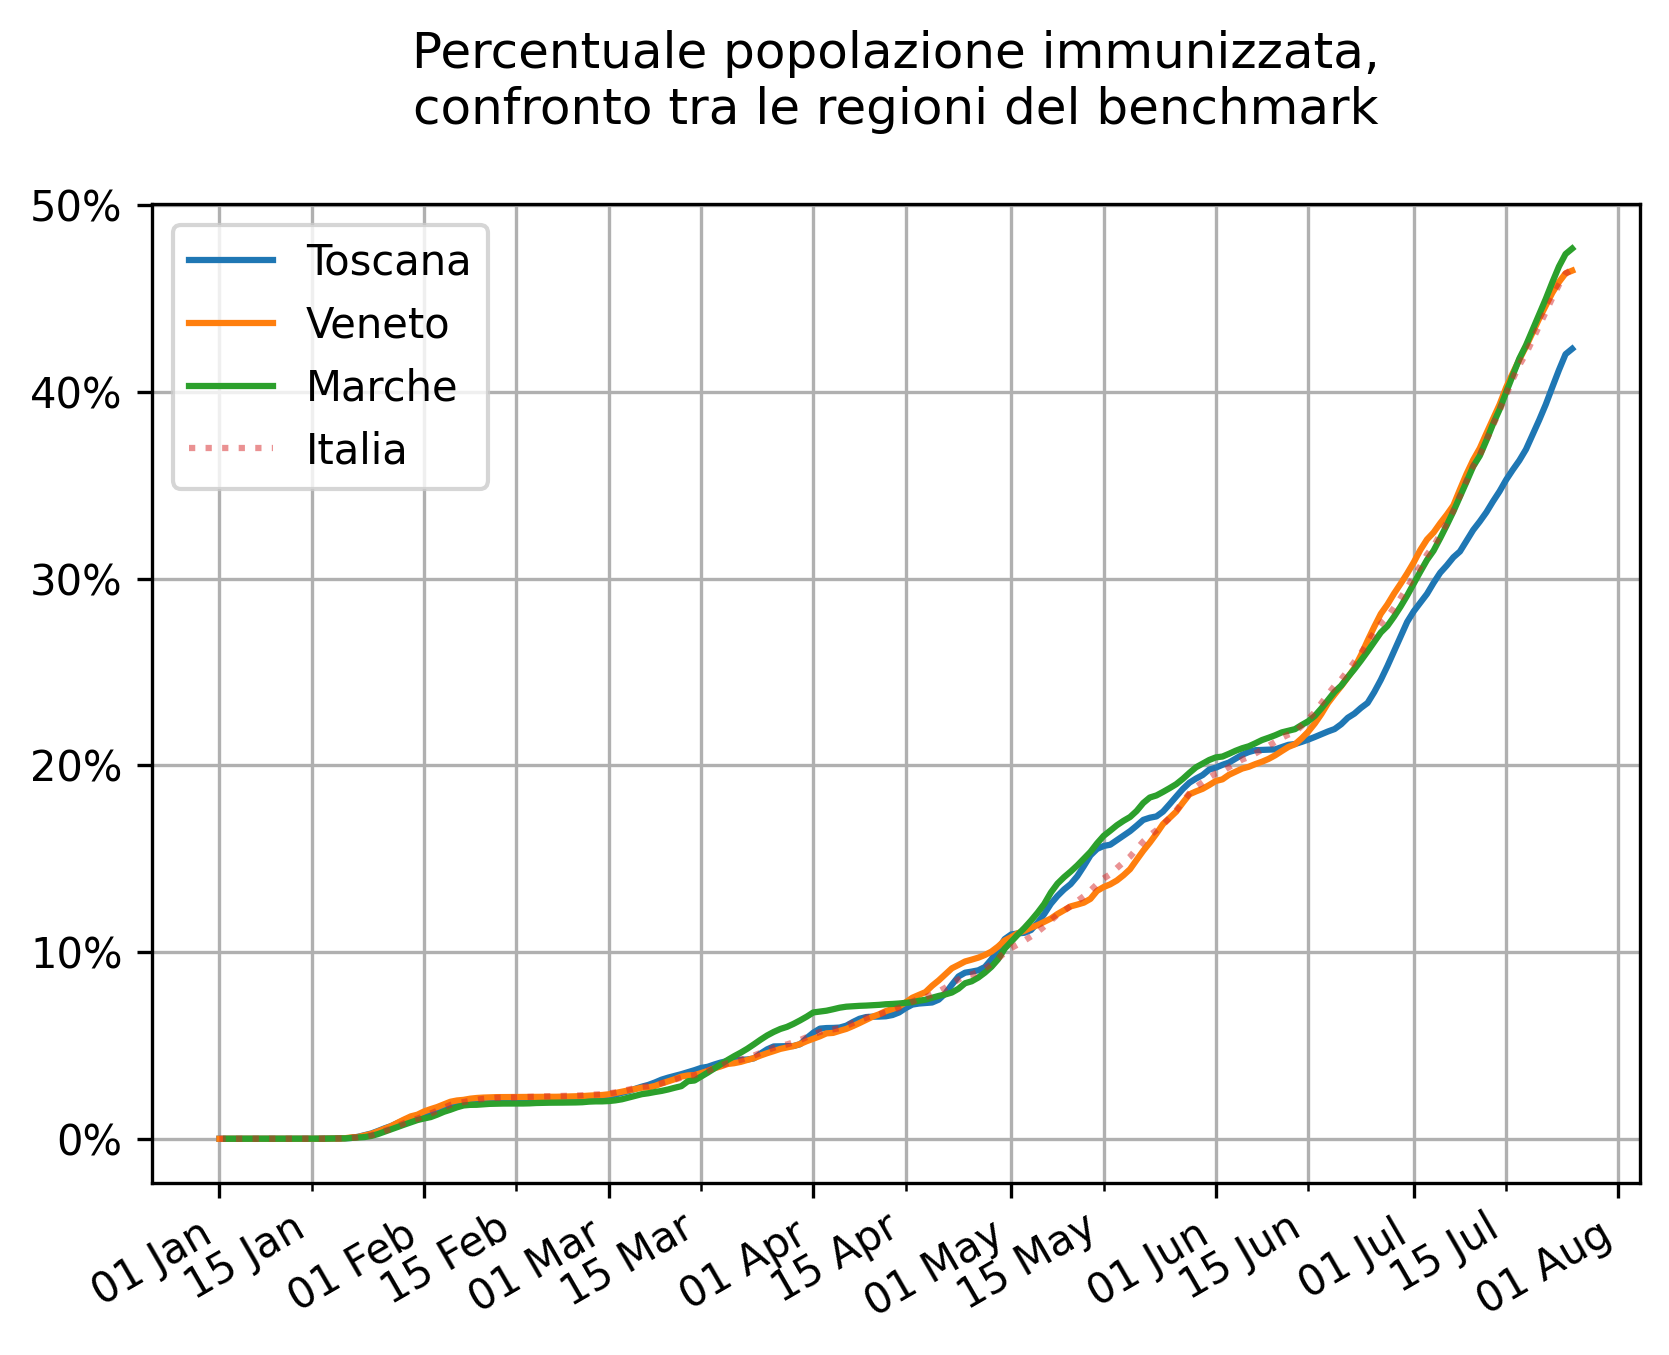 Percentuale popolazione immunizzata,
confronto tra le regioni del benchmark
50%
40%
30%
20%
10%
0%
Toscana
Veneto
Marche
Italia
01 Jan
15 Jan
01 Feb
15 Feb
01 Mar
15 Mar
01 Apr
15 Apr
01 May
15 May
01 Jun
15 Jun
01 Jul
15 Jul
01 Aug